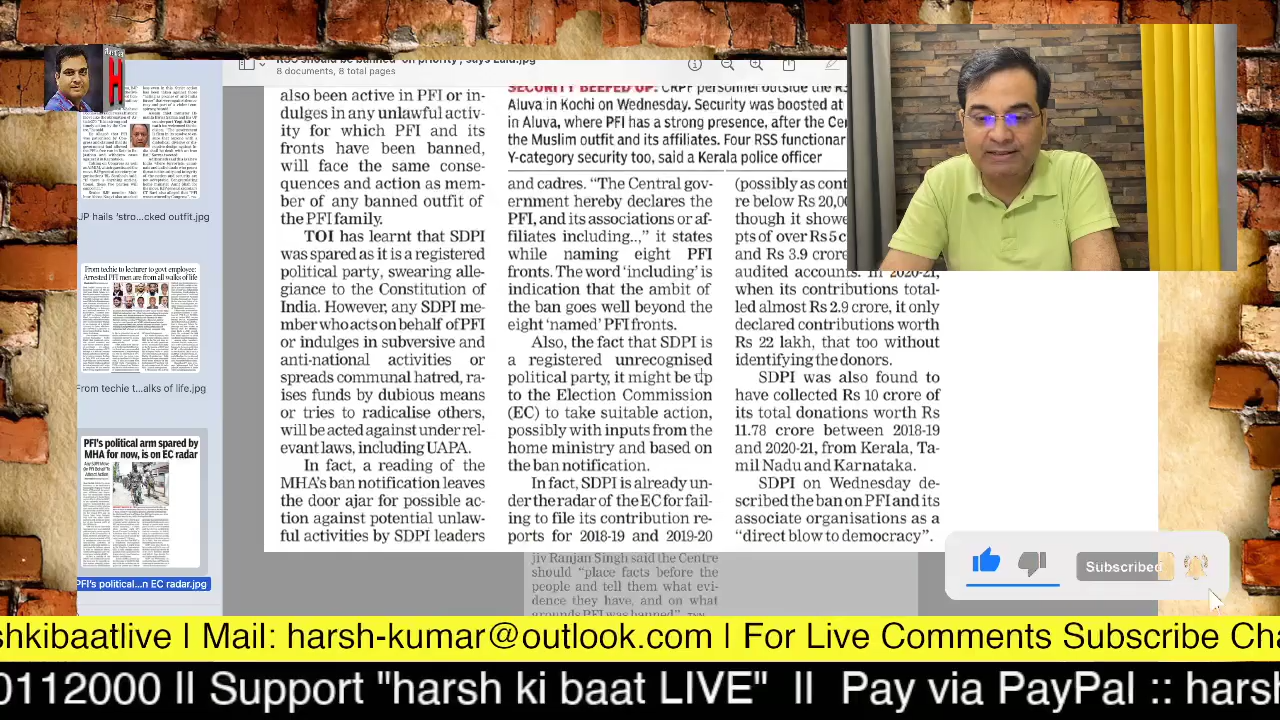 RSS should be banned 'on priority', says Lalu.jpg
8 documents, 8 total pages
H
JP hails 'stro...cked outfit.jpg
From techie to lecturer to govt employee:
Arrested PFI men are from all walks of life
From techie t...alks of life.jpg
PFI's political arm spared by
MHA for now, is on EC radar
PFI's political...n EC radar.jpg
also been active in PFI or in-
dulges in any unlawful activ-
ity for which PFI and its
fronts have been banned,
will face the same conse-
quences and action as mem-
ber of any banned outfit of
the PFI family.
TOI has learnt that SDPI
was spared as it is a registered
political party, swearing alle-
giance to the Constitution of
India. However, any SDPI me-
mber who acts on behalf of PFI
or indulges in subversive and
anti-national activities or
spreads communal hatred, ra-
ises funds by dubious means
or tries to radicalise others,
will be acted against under rel-
evant laws, including UAPA.
In fact, a reading of the
MHA's ban notification leaves
the door ajar for possible ac-
tion against potential unlaw-
ful activities by SDPI leaders
SECURITY BEEFED UP: CRPF personnel outside the RS
Aluva in Kochi on Wednesday. Security was boosted at
in Aluva, where PFI has a strong presence, after the Cen
the Muslim outfit and its affiliates. Four RSS functionar
Y-category security too, said a Kerala police officer
and cadres. "The Central gov-
ernment hereby declares the
PFI, and its associations or af-
filiates including..," it states
while naming eight PFI
fronts. The word 'including' is
indication that the ambit of
the ban goes well beyond the
eight 'named' PFI fronts.
Also, the fact that SDPI is
a registered unrecognised
political party, it might be up
to the Election Commission
(EC) to take suitable action,
possibly with inputs from the
home ministry and based on
the ban notification.
In fact, SDPI is already un-
der the radar of the EC for fail-
ing to file its contribution re-
ports for 2018-19 and 2019-20
(possibly as cont
re below Rs 20,00
though it showe
pts of over Rs 5 c
and Rs 3.9 crore
audited accounts. In 2020-21,
when its contributions total-
led almost Rs 2.9 crore, it only
declared contributions worth
Rs 22 lakh, that too without
identifying the donors.
SDPI was also found to
have collected Rs 10 crore of
its total donations worth Rs
11.78 crore between 2018-19
and 2020-21, from Kerala, Ta-
mil Nadu and Karnataka.
SDPI on Wednesday de-
scribed the ban on PFI and its
associate organisations as a
"direct blow to democracy".
jiv Ranjan Singh said the Centre
should "place facts before the
people and tell them what evi-
dence they have, and on what
grounds PFI was banned".
Subscribed
shkibaatlive I Mail: harsh-kumar@outlook.com I For Live Comments Subscribe Cha
0112000 II Support "harsh ki baat LIVE" II Pay via PayPal :: harsh